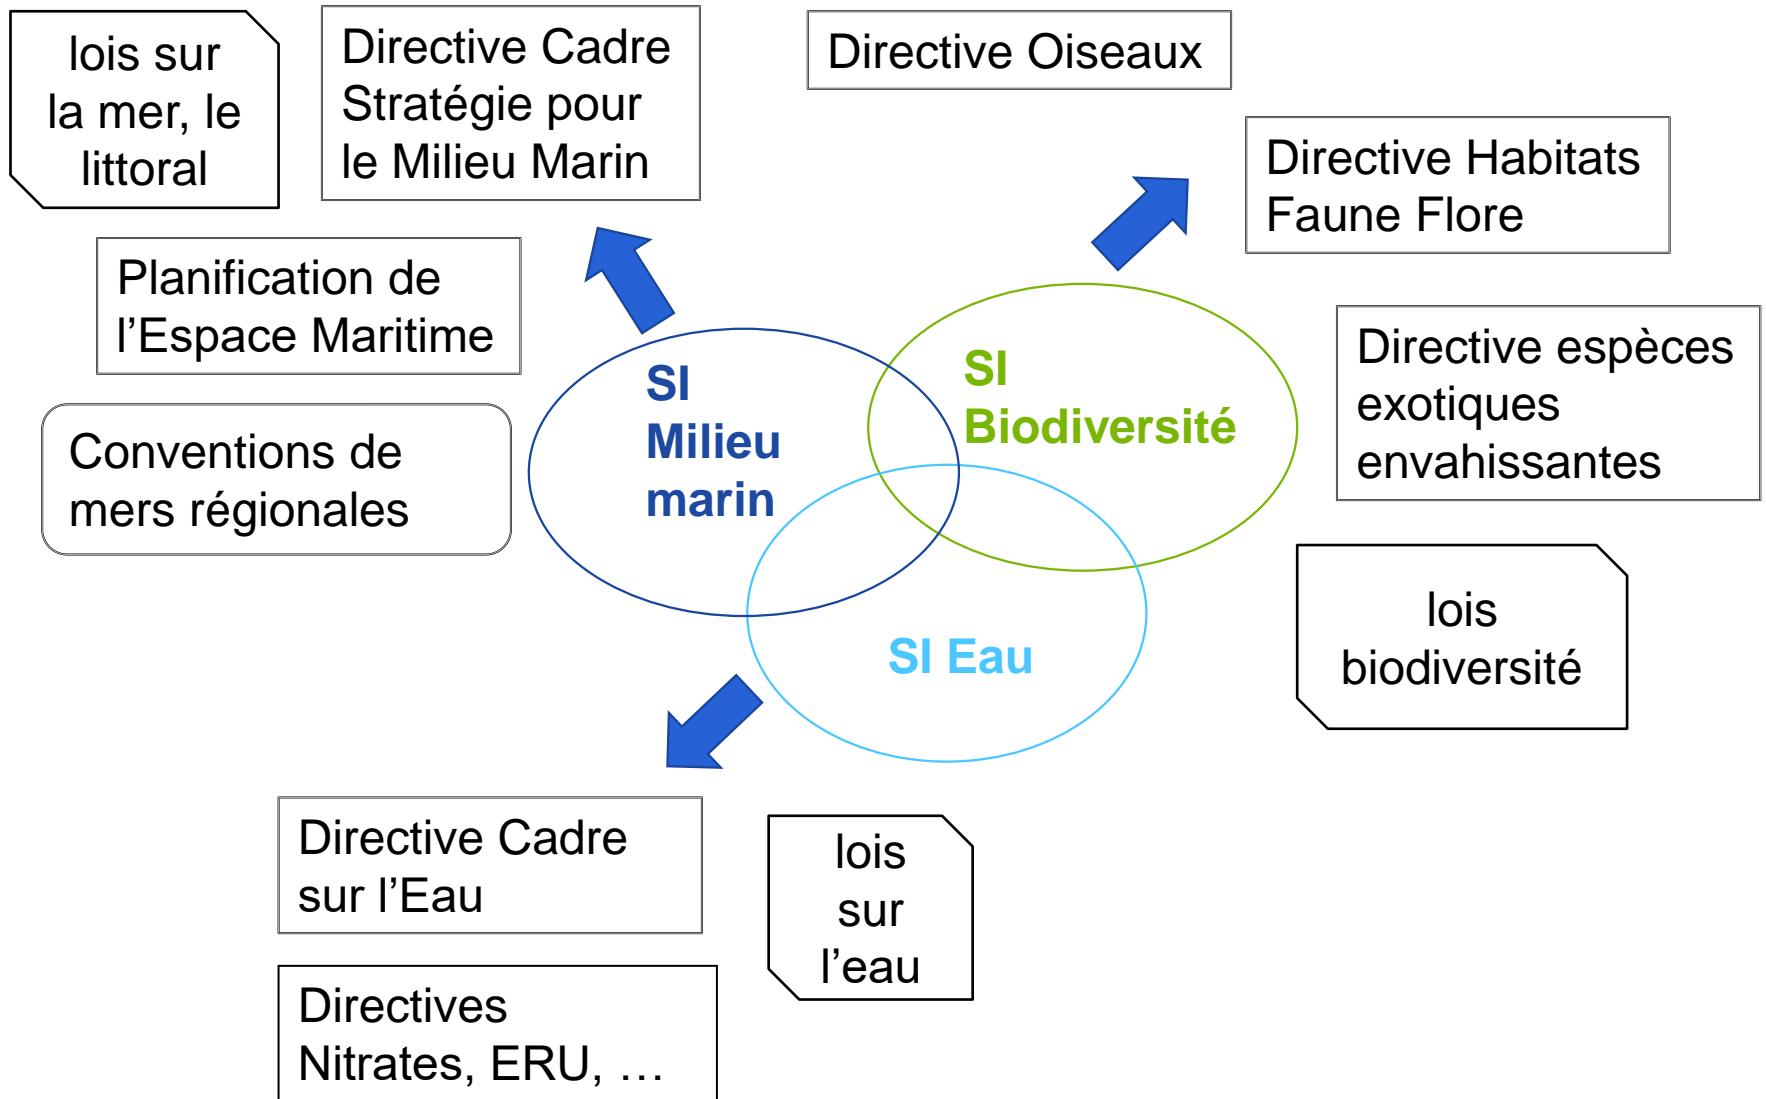 lois sur
la mer, le
littoral
Directive Cadre
Stratégie pour
le Milieu Marin
Directive Oiseaux
Directive Habitats
Faune Flore
Planification de
l’Espace Maritime
Directive espèces
exotiques
envahissantes
SI
Milieu
marin
SI
Biodiversité
Conventions de
mers régionales
lois
biodiversité
SI Eau
Directive Cadre
sur l’Eau
lois
sur
l’eau
Directives
Nitrates, ERU, …